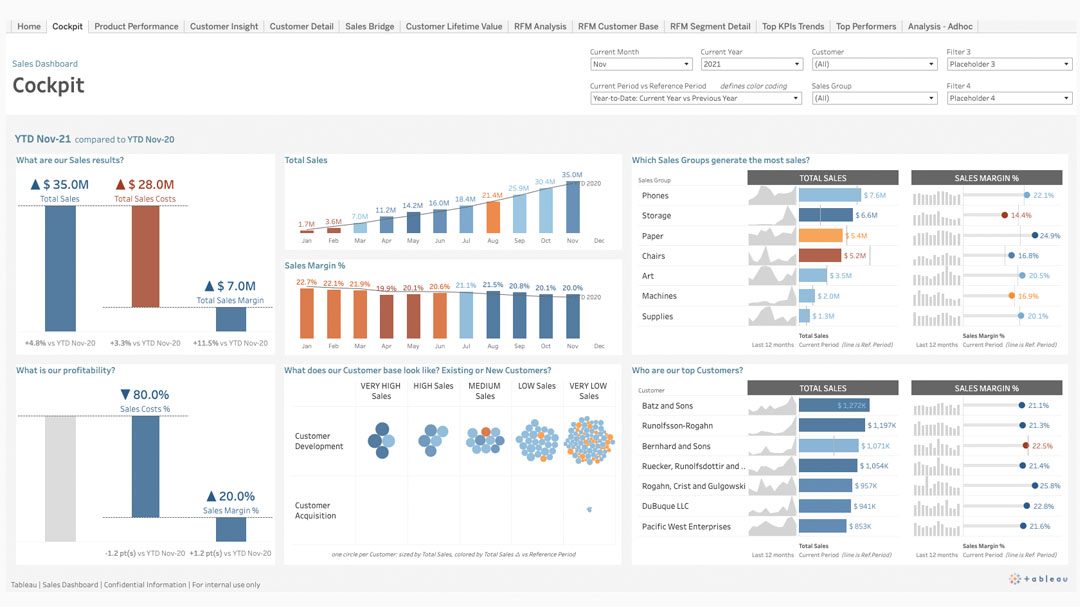 Home Cockpit Product Performance Customer Insight Customer Detail Sales Bridge Customer Lifetime Value RFM Analysis RFM Customer Base RFM Segment Detail Top KPIs Trends Top Performers Analysis - Adhoc
Sales Dashboard
Cockpit
Current Month Current Year Customer Filter 3
Nov 2021 (All) Placeholder 3
Current Period vs Reference Period defines color coding Sales Group Filter 4
Year-to-Date: Current Year vs Previous Year (All) Placeholder 4
YTD Nov-21 compared to YTD Nov-20
What are our Sales results?
▲ $ 35.0M ▲ $ 28.0M
Total Sales Total Sales Costs
▲ $ 7.0M
Total Sales Margin
+4.8% vs YTD Nov-20 +3.3% vs YTD Nov-20 +11.5% vs YTD Nov-20
Total Sales
1.7M 3.6M 7.0M 11.2M 14.2M 16.0M 18.4M 21.4M 25.9M 30.4M 35.0M
YTD 2020
Jan Feb Mar Apr May Jun Jul Aug Sep Oct Nov Dec
Sales Margin %
22.7% 22.1% 21.9% 19.9% 20.1% 20.6% 21.1% 21.5% 20.8% 20.1% 20.0%
YTD 2020
Jan Feb Mar Apr May Jun Jul Aug Sep Oct Nov Dec
Which Sales Groups generate the most sales?
Sales Group TOTAL SALES SALES MARGIN %
Phones $ 7.6M 22.1%
Storage $ 6.6M 14.4%
Paper $ 5.4M 24.9%
Chairs $ 5.2M 16.8%
Art $ 3.5M 20.5%
Machines $ 2.0M 16.9%
Supplies $ 1.3M 20.1%
Total Sales Sales Margin %
Last 12 months Current Period (line is Ref. Period) Last 12 months Current Period (line is Ref.Period)
What is our profitability?
▼ 80.0%
Sales Costs %
▲ 20.0%
Sales Margin %
-1.2 pt(s) vs YTD Nov-20 +1.2 pt(s) vs YTD Nov-20
What does our Customer base look like? Existing or New Customers?
VERY HIGH Sales HIGH Sales MEDIUM Sales LOW Sales VERY LOW Sales
Customer Development
Customer Acquisition
one circle per Customer: sized by Total Sales, colored by Total Sales Δ vs Reference Period
Who are our top Customers?
Customer TOTAL SALES SALES MARGIN %
Batz and Sons $ 1,272K 21.1%
Runolfsson-Rogahn $ 1,197K 21.3%
Bernhard and Sons $ 1,071K 22.5%
Ruecker, Runolfsdottir and .. $ 1,054K 21.4%
Rogahn, Crist and Gulgowski $ 957K 25.8%
DuBuque LLC $ 941K 22.8%
Pacific West Enterprises $ 853K 21.6%
Total Sales Sales Margin %
Last 12 months Current Period (line is Ref.Period) Last 12 months Current Period (line is Ref.Period)
Tableau | Sales Dashboard | Confidential Information | For internal use only
+ a b l e a u